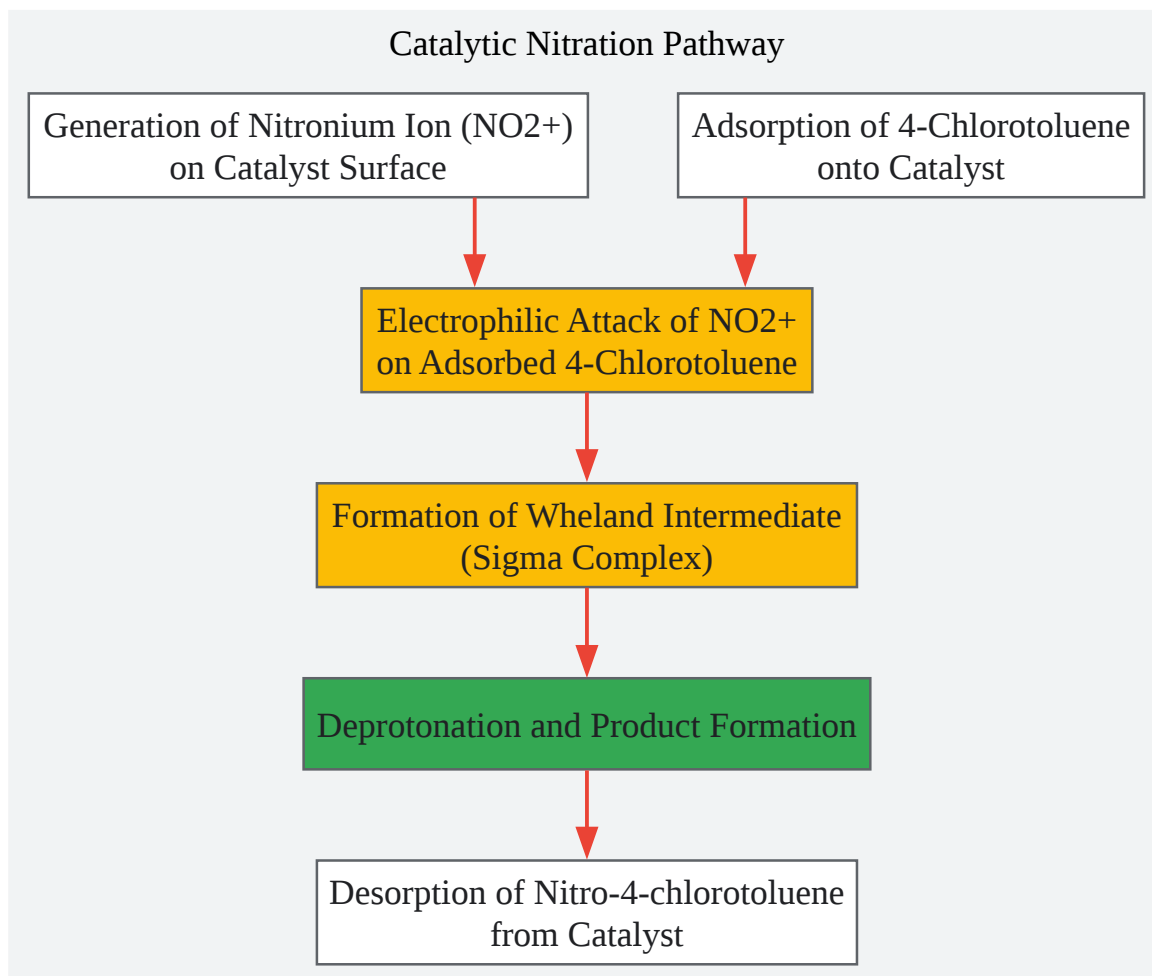 Catalytic Nitration Pathway
Generation of Nitronium Ion (NO2+)
on Catalyst Surface
Adsorption of 4-Chlorotoluene
onto Catalyst
Electrophilic Attack of NO2+
on Adsorbed 4-Chlorotoluene
Formation of Wheland Intermediate
(Sigma Complex)
Deprotonation and Product Formation
Desorption of Nitro-4-chlorotoluene
from Catalyst